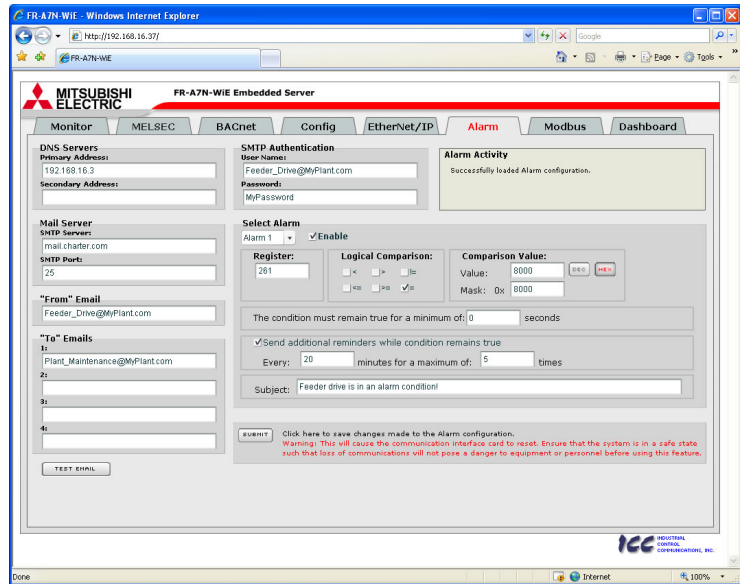 FR-A7N-WiE - Windows Internet Explorer
http://192.168.16.37/
Google
FR-A7N-WiE
Page
Tools
MITSUBISHI
ELECTRIC
FR-A7N-WiE Embedded Server
Monitor
MELSEC
BACnet
Config
EtherNet/IP
Alarm
Modbus
Dashboard
DNS Servers
Primary Address:
192.168.16.3
Secondary Address:
SMTP Authentication
User Name:
Feeder_Drive@MyPlant.com
Password:
MyPassword
Alarm Activity
Successfully loaded Alarm configuration.
Mail Server
SMTP Server:
mail.charter.com
SMTP Port:
25
"From" Email
Feeder_Drive@MyPlant.com
"To" Emails
1:
Plant_Maintenance@MyPlant.com
2:
3:
4:
TEST EMAIL
Select Alarm
Alarm 1
Enable
Register:
261
Logical Comparison:
< > !=
<= >= =
Comparison Value:
Value: 8000 DEC HEX
Mask: 0x 8000
The condition must remain true for a minimum of: 0 seconds
Send additional reminders while condition remains true
Every: 20 minutes for a maximum of: 5 times
Subject: Feeder drive is in an alarm condition!
SUBMIT
Click here to save changes made to the Alarm configuration.
Warning: This will cause the communication interface card to reset. Ensure that the system is in a safe state
such that loss of communications will not pose a danger to equipment or personnel before using this feature.
ICC INDUSTRIAL
CONTROL
COMMUNICATIONS, INC.
Done
Internet
100%